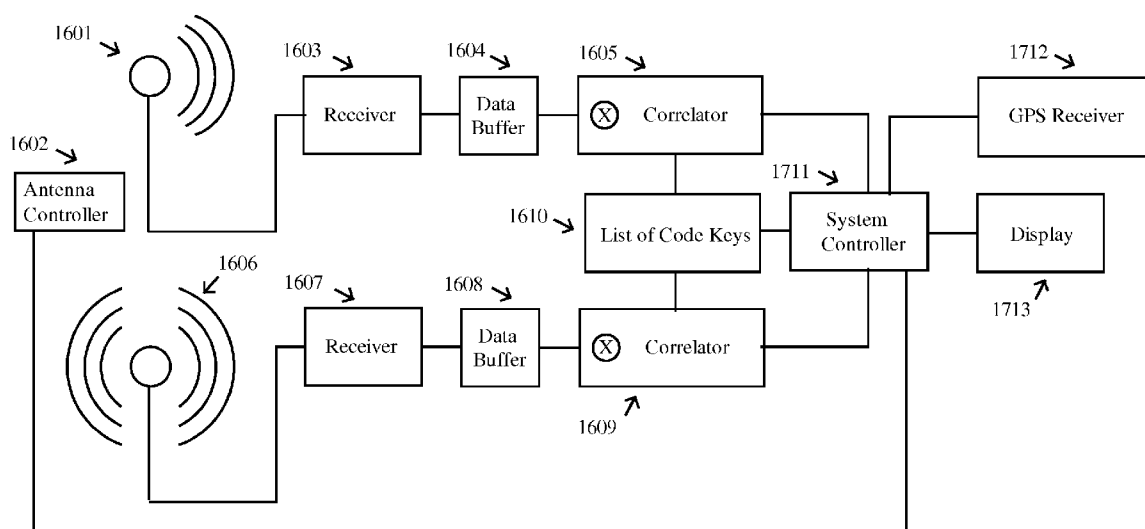 1601
1603
1604
1605
1712
Receiver
Data
Buffer
X
Correlator
GPS Receiver
1602
Antenna
Controller
1610
List of Code Keys
1711
System
Controller
Display
1713
1606
1607
1608
Receiver
Data
Buffer
X
Correlator
1609